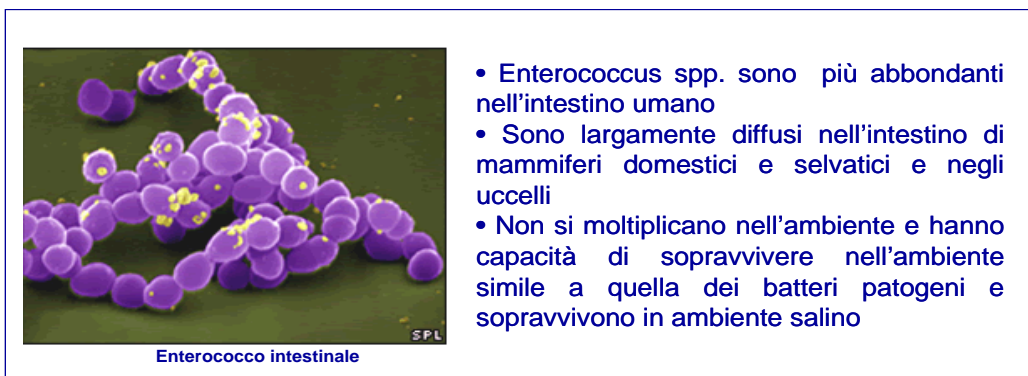 • Enterococcus spp. sono più abbondanti
nell'intestino umano
• Sono largamente diffusi nell'intestino di
mammiferi domestici e selvatici e negli
uccelli
• Non si moltiplicano nell'ambiente e hanno
capacità di sopravvivere nell'ambiente
simile a quella dei batteri patogeni e
sopravvivono in ambiente salino
SPL
Enterococco intestinale